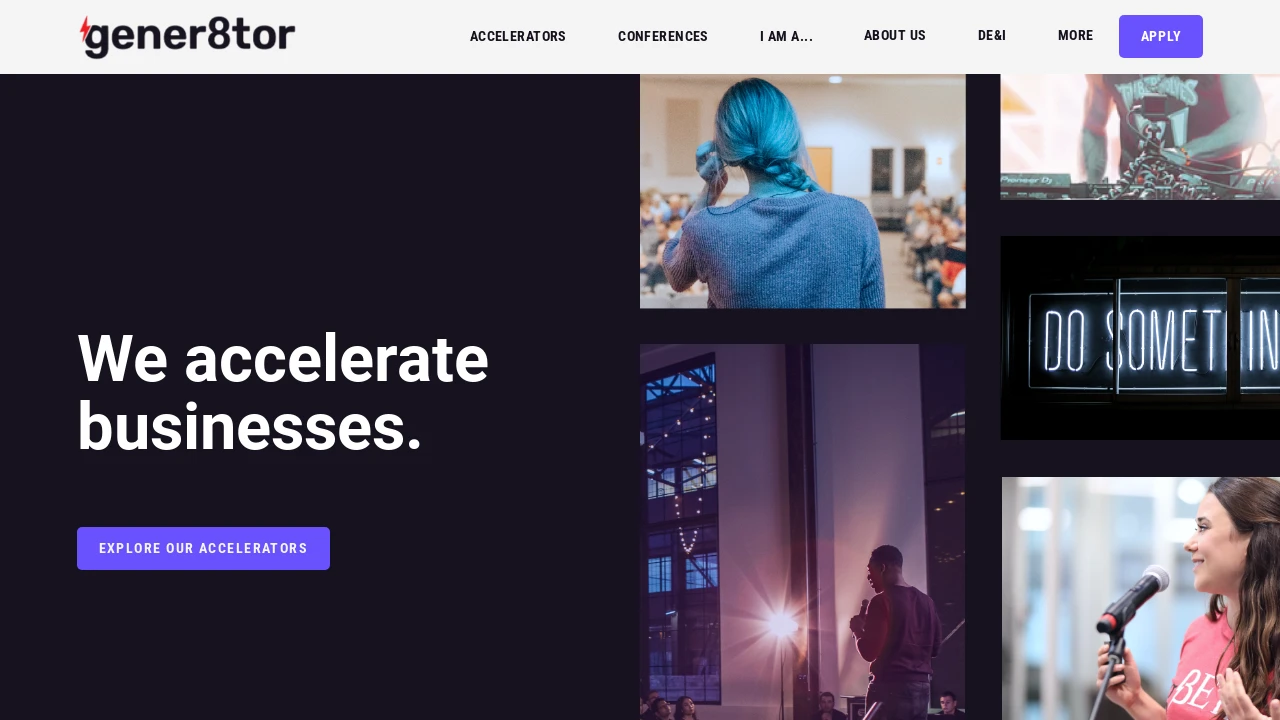 gener8tor
ACCELERATORS
CONFERENCES
I AM A...
ABOUT US
DE&I
MORE
APPLY
We accelerate
businesses.
EXPLORE OUR ACCELERATORS
Pioneer Dj
DO SOMETHIN